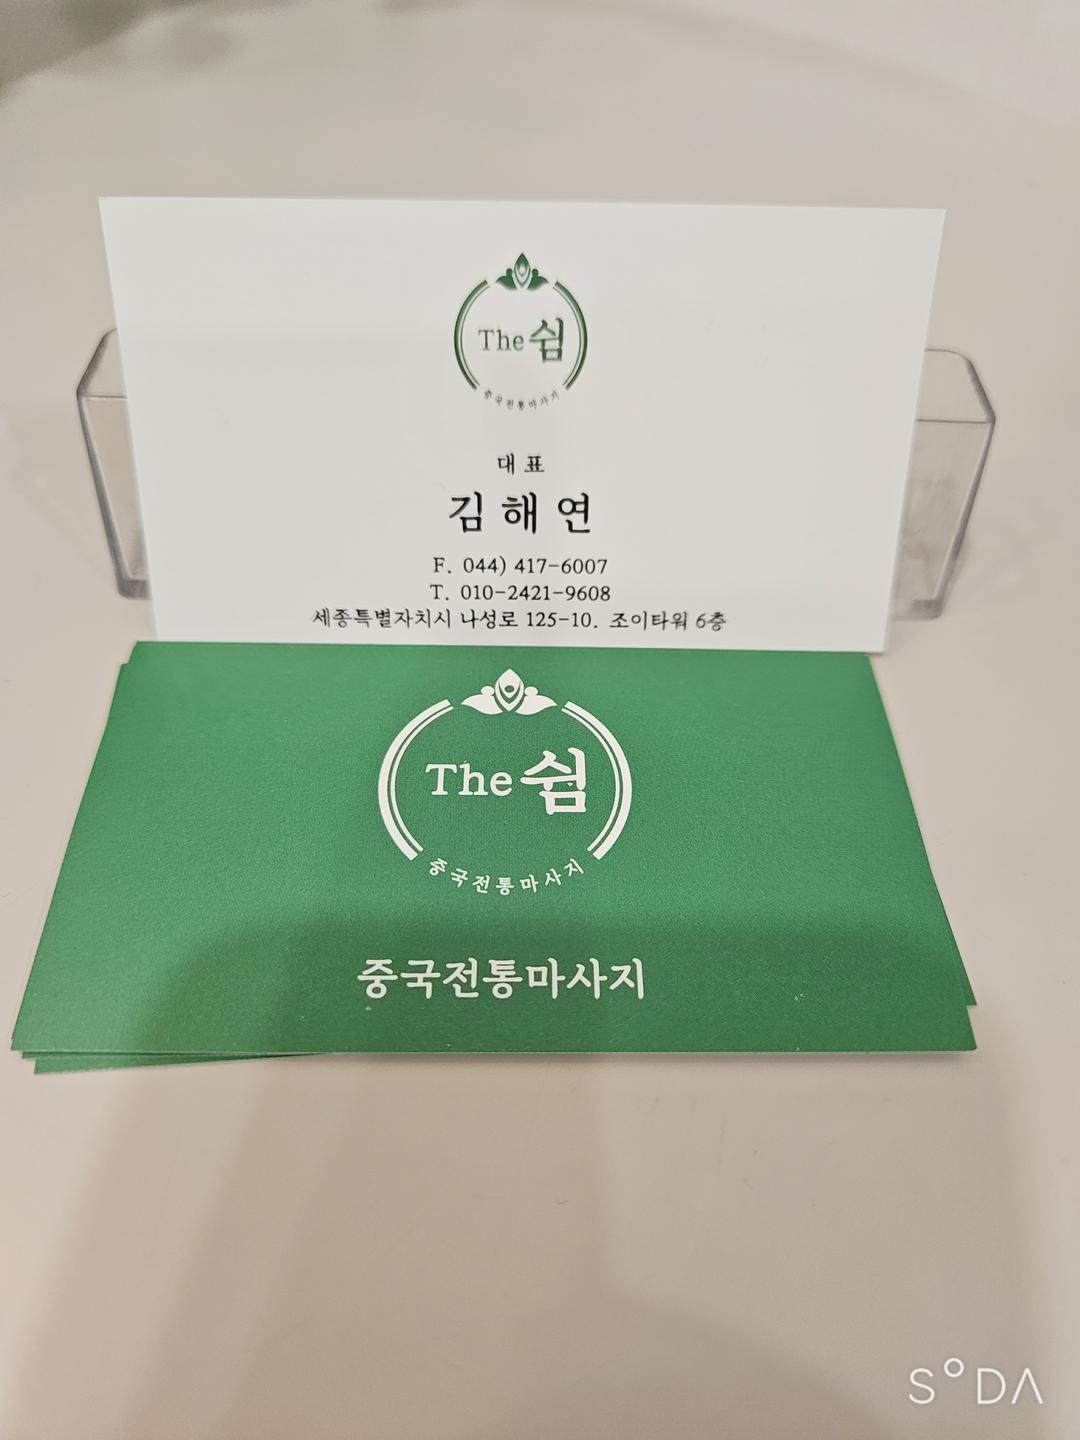 The 쉼
중국전통마사지
대표
김해연
F. 044) 417-6007
T. 010-2421-9608
세종특별자치시 나성로 125-10. 조이타워 6층
The 쉼
중국전통마사지
중국전통마사지
SODA